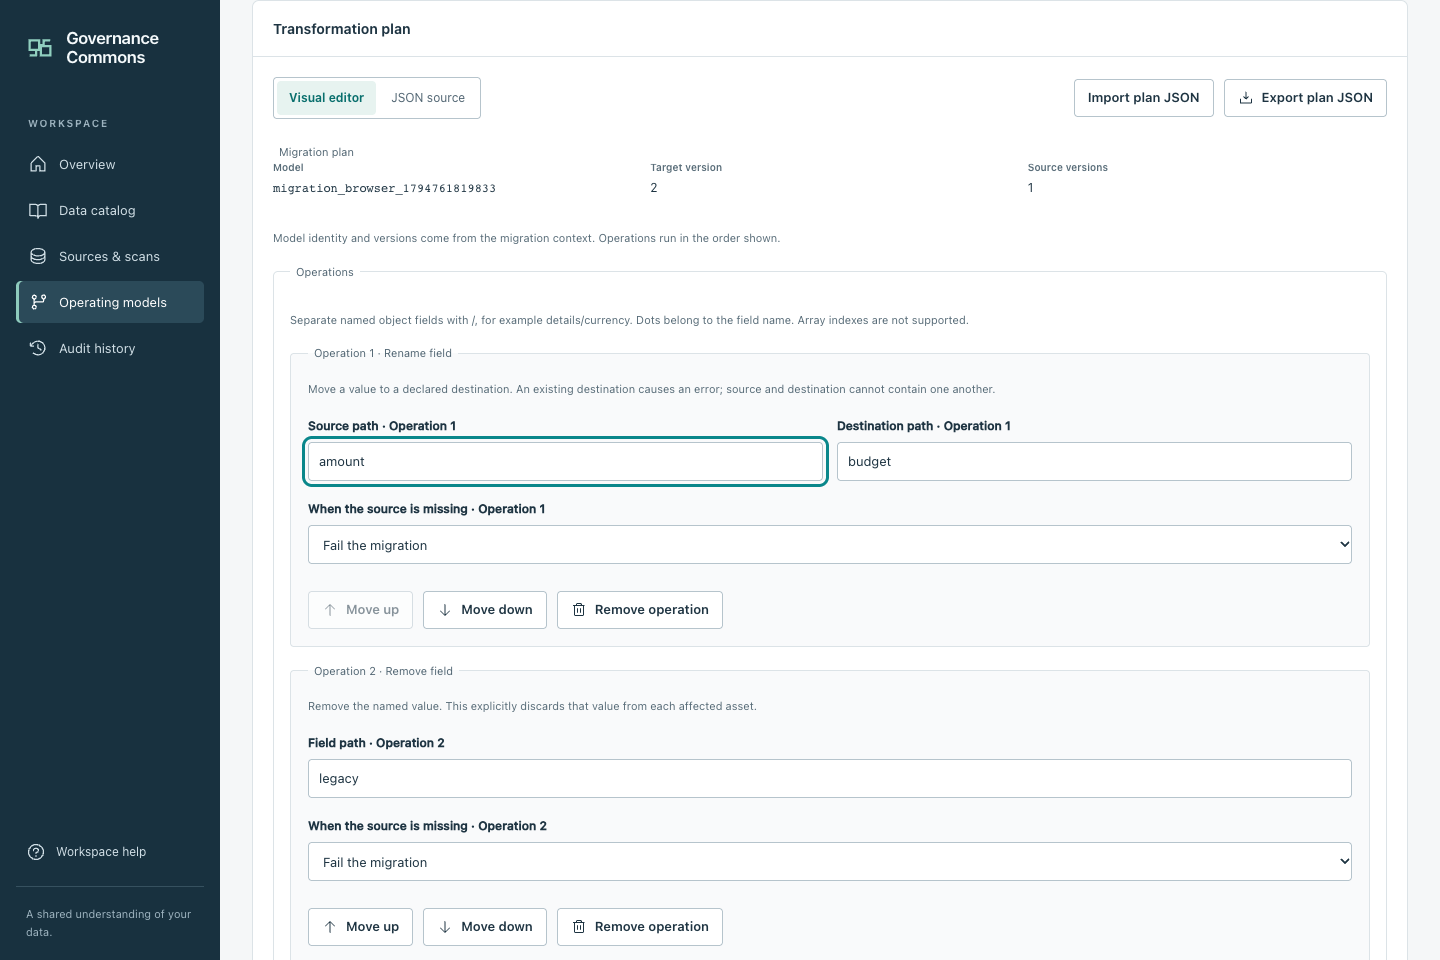 Governance
Commons
WORKSPACE
Overview
Data catalog
Sources & scans
Operating models
Audit history
Workspace help
A shared understanding of your
data.
Transformation plan
Visual editor
JSON source
Import plan JSON
Export plan JSON
Migration plan
Model
Target version
Source versions
migration_browser_1794761819833
2
1
Model identity and versions come from the migration context. Operations run in the order shown.
Operations
Separate named object fields with /, for example details/currency. Dots belong to the field name. Array indexes are not supported.
Operation 1 · Rename field
Move a value to a declared destination. An existing destination causes an error; source and destination cannot contain one another.
Source path · Operation 1
Destination path · Operation 1
amount
budget
When the source is missing · Operation 1
Fail the migration
Move up
Move down
Remove operation
Operation 2 · Remove field
Remove the named value. This explicitly discards that value from each affected asset.
Field path · Operation 2
legacy
When the source is missing · Operation 2
Fail the migration
Move up
Move down
Remove operation